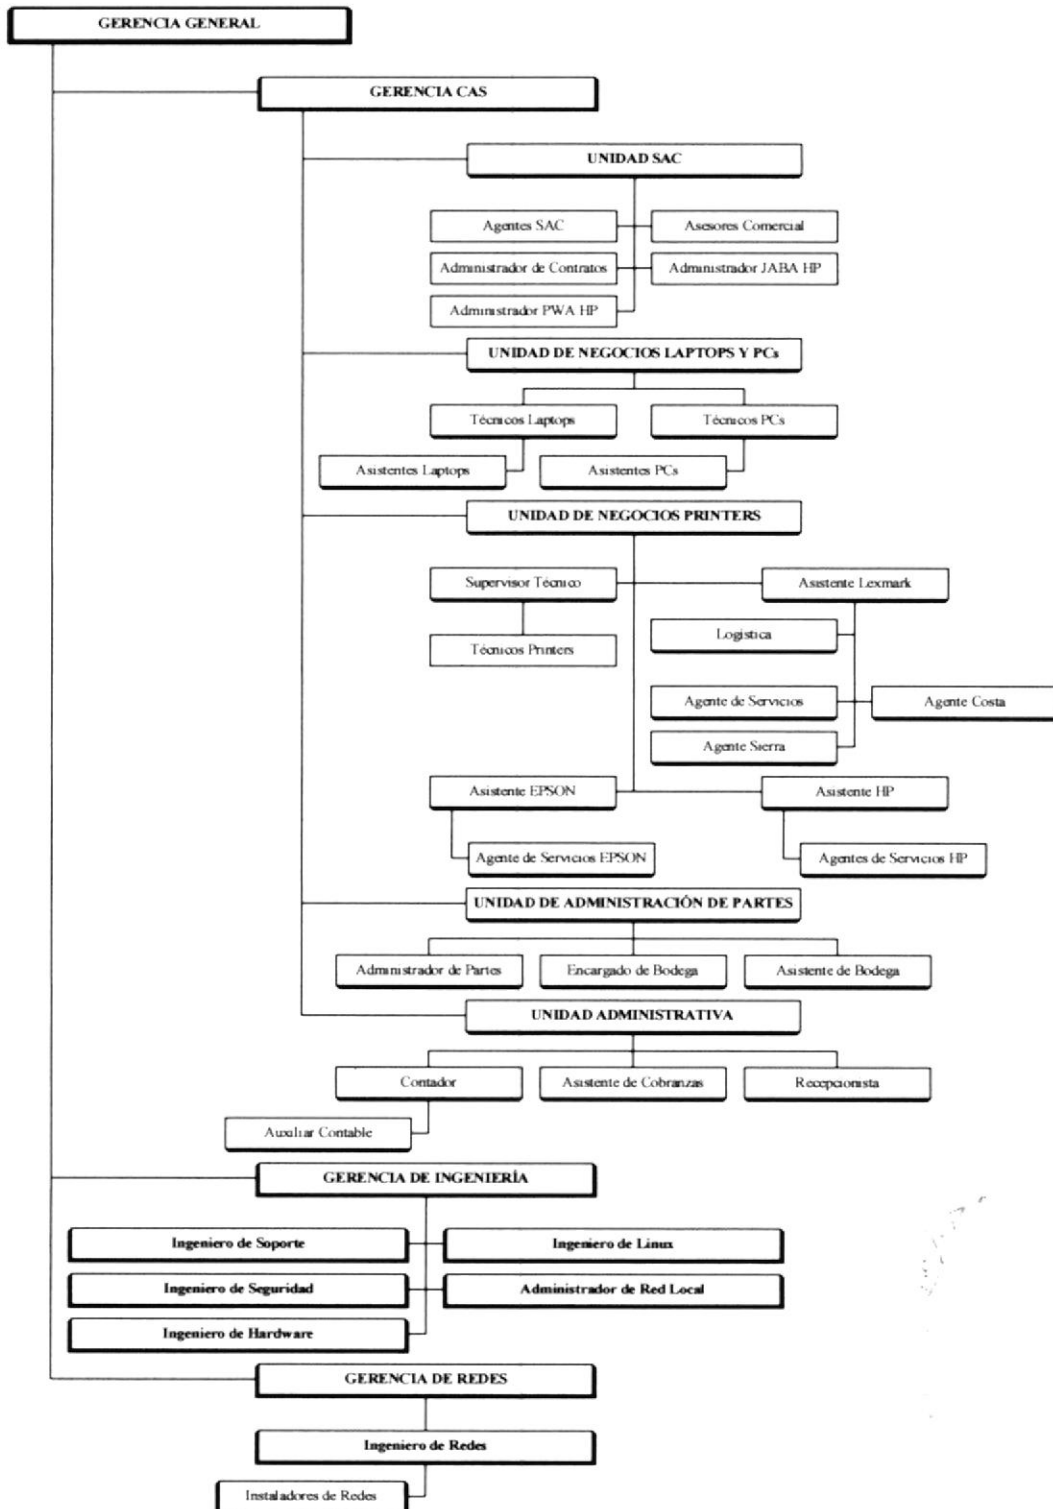 GERENCIA GENERAL
GERENCIA CAS
UNIDAD SAC
Agentes SAC
Asesores Comercial
Administrador de Contratos
Administrador JABA HP
Administrador PWA HP
UNIDAD DE NEGOCIOS LAPTOPS Y PCs
Técnicos Laptops
Técnicos PCs
Asistentes Laptops
Asistentes PCs
UNIDAD DE NEGOCIOS PRINTERS
Supervisor Técnico
Asistente Lexmark
Logística
Técnicos Printers
Agente de Servicios
Agente Costa
Agente Sierra
Asistente EPSON
Asistente HP
Agente de Servicios EPSON
Agentes de Servicios HP
UNIDAD DE ADMINISTRACIÓN DE PARTES
Administrador de Partes
Encargado de Bodega
Asistente de Bodega
UNIDAD ADMINISTRATIVA
Contador
Asistente de Cobranzas
Recepcionista
Auxiliar Contable
GERENCIA DE INGENIERÍA
Ingeniero de Soporte
Ingeniero de Linux
Ingeniero de Seguridad
Administrador de Red Local
Ingeniero de Hardware
GERENCIA DE REDES
Ingeniero de Redes
Instaladores de Redes